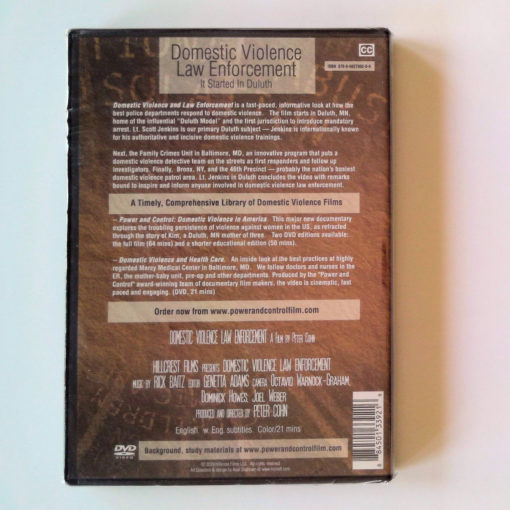 Domestic Violence
Law Enforcement
It Started In Duluth
CC
Domestic Violence and Law Enforcement is a fast-paced, informative look at how the
best police departments respond to domestic violence. The film starts in Duluth, MN,
home of the influential "Duluth Model" and the first jurisdiction to introduce mandatory
arrest. Lt. Scott Jenkins is our primary Duluth subject — Jenkins is internationally known
for his authoritative and incisive domestic violence trainings.
Next, the Family Crimes Unit in Baltimore, MD, an innovative program that puts a
domestic violence detective team on the streets as first responders and follow up
investigators. Finally, Bronx, NY, and the 46th Precinct — probably the nation's busiest
domestic violence patrol area. Lt. Jenkins in Duluth concludes the video with remarks
bound to inspire and inform anyone involved in domestic violence law enforcement.
A Timely, Comprehensive Library of Domestic Violence Films
– Power and Control: Domestic Violence in America. This major new documentary
explores the troubling persistence of violence against women in the US, as refracted
through the story of Kim, a Duluth, MN mother of three. Two DVD editions available:
the full film (64 mins) and a shorter educational edition (50 mins).
– Domestic Violence and Health Care. An inside look at the best practices at highly
regarded Mercy Medical Center in Baltimore, MD. We follow doctors and nurses in the
ER, the mother-baby unit, pre-op and other departments. Produced by the "Power and
Control" award-winning team of documentary film makers, the video is cinematic, fast
paced and engaging. (DVD, 21 mins)
Order now from www.powerandcontrolfilm.com
DOMESTIC VIOLENCE LAW ENFORCEMENT A FILM BY PETER COHN
HILLCREST FILMS PRESENTS DOMESTIC VIOLENCE LAW ENFORCEMENT
MUSIC BY RICK BAITZ EDITOR GENETTA ADAMS CAMERA OCTAVIO WARNOCK-GRAHAM,
DOMINICK HOWES, JOEL WEBER
PRODUCED AND DIRECTED BY PETER COHN
English, w. Eng. subtitles. Color/21 mins
DVD
VIDEO
Background, study materials at www.powerandcontrolfilm.com